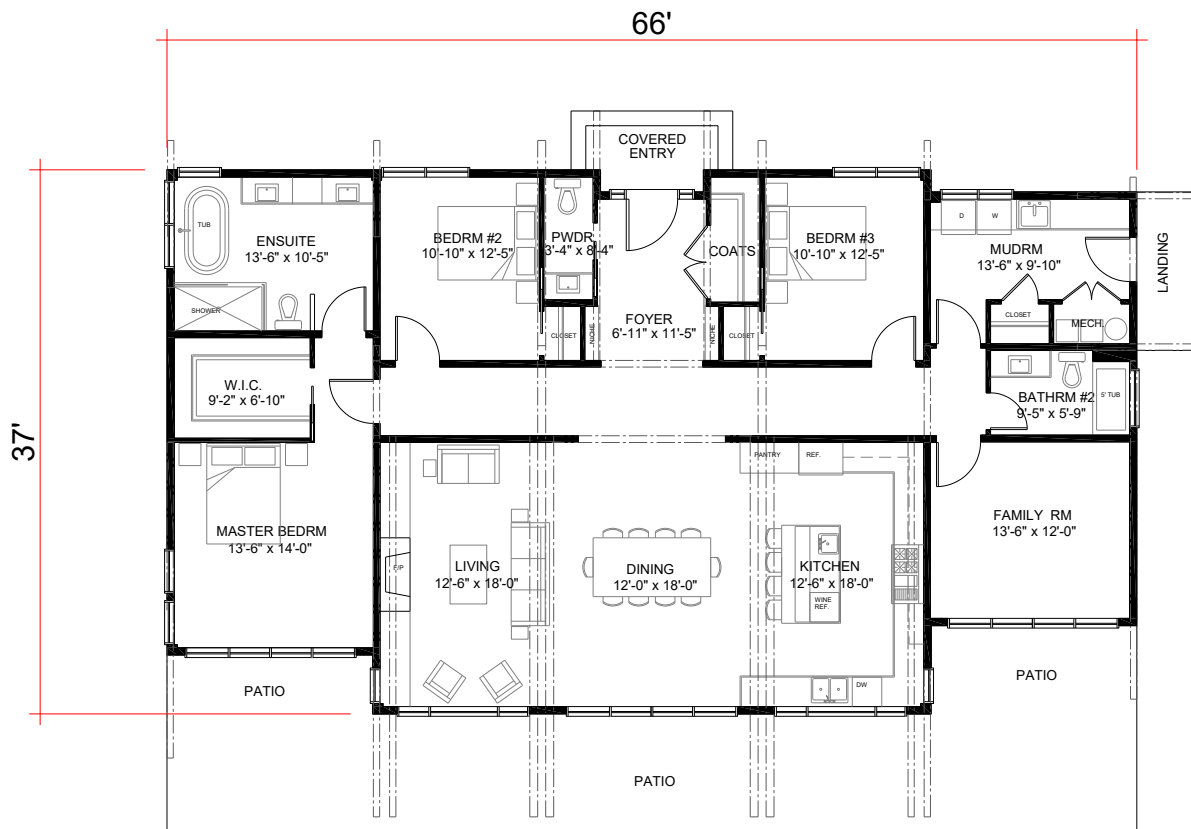 66'
37'
COVERED
ENTRY
TUB
ENSUITE
13'-6" x 10'-5"
SHOWER
BEDRM #2
10'-10" x 12'-5"
PWDR
3'-4" x 8'-4"
COATS
BEDRM #3
10'-10" x 12'-5"
D
W
MUDRM
13'-6" x 9'-10"
LANDING
CLOSET
NICHE
FOYER
6'-11" x 11'-5"
NICHE
CLOSET
CLOSET
MECH.
W.I.C.
9'-2" x 6'-10"
BATHRM #2
9'-5" x 5'-9"
5' TUB
PANTRY
REF.
MASTER BEDRM
13'-6" x 14'-0"
F/P
LIVING
12'-6" x 18'-0"
DINING
12'-0" x 18'-0"
KITCHEN
12'-6" x 18'-0"
WINE
REF.
FAMILY RM
13'-6" x 12'-0"
DW
PATIO
PATIO
PATIO